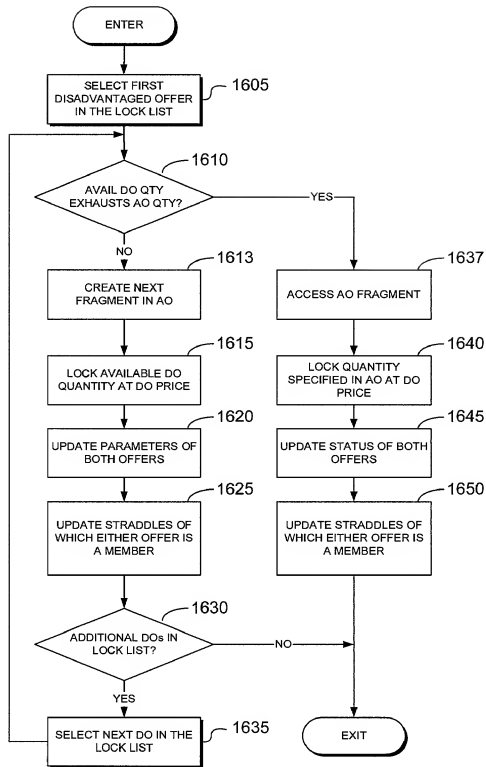 ENTER
SELECT FIRST
DISADVANTAGED OFFER
IN THE LOCK LIST
1605
1610
AVAIL DO QTY
EXHAUSTS AO QTY?
YES
NO
1613
CREATE NEXT
FRAGMENT IN AO
1637
ACCESS AO FRAGMENT
1615
LOCK AVAILABLE DO
QUANTITY AT DO PRICE
1640
LOCK QUANTITY
SPECIFIED IN AO AT DO
PRICE
1620
UPDATE PARAMETERS OF
BOTH OFFERS
1645
UPDATE STATUS OF BOTH
OFFERS
1625
UPDATE STRADDLES OF
WHICH EITHER OFFER IS
A MEMBER
1650
UPDATE STRADDLES OF
WHICH EITHER OFFER IS
A MEMBER
1630
ADDITIONAL DOs IN
LOCK LIST?
NO
YES
1635
SELECT NEXT DO IN THE
LOCK LIST
EXIT